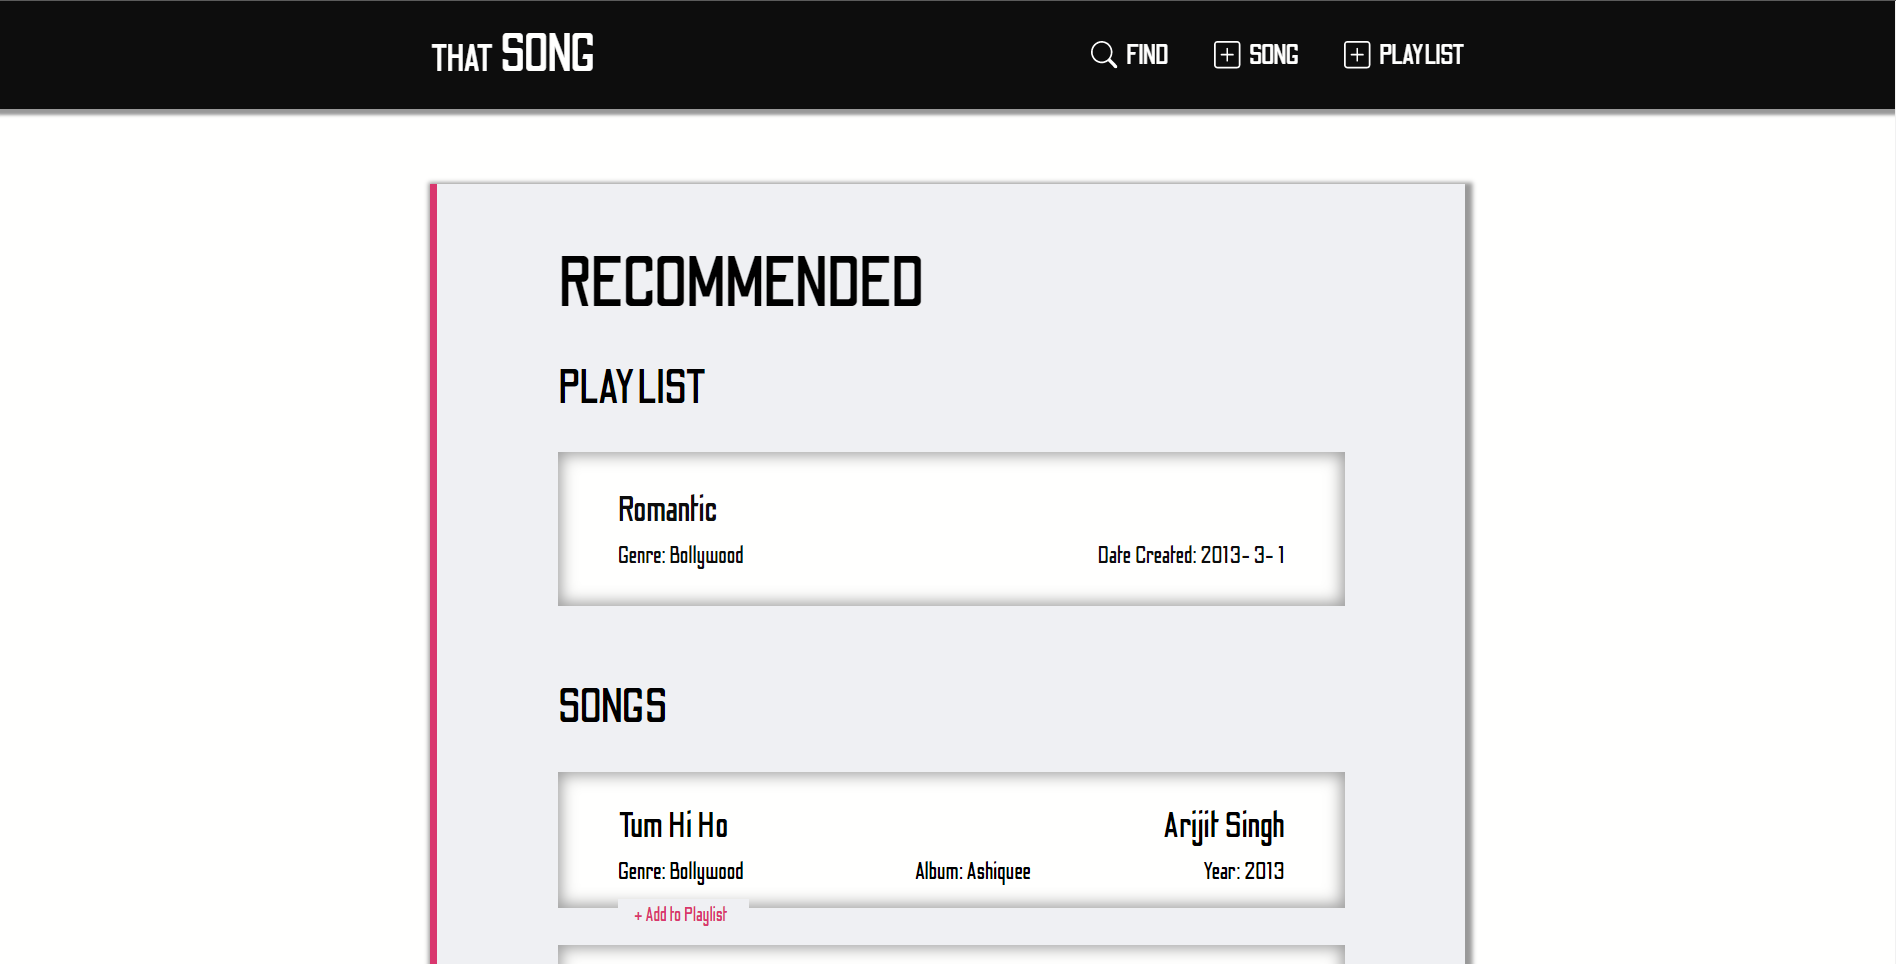 THAT SONG
FIND
SONG
PLAYLIST
RECOMMENDED
PLAYLIST
Romantic
Genre: Bollywood Date Created: 2013-3-1
SONGS
Tum Hi Ho Arijit Singh
Genre: Bollywood Album: Ashiquee Year: 2013
+ Add to Playlist